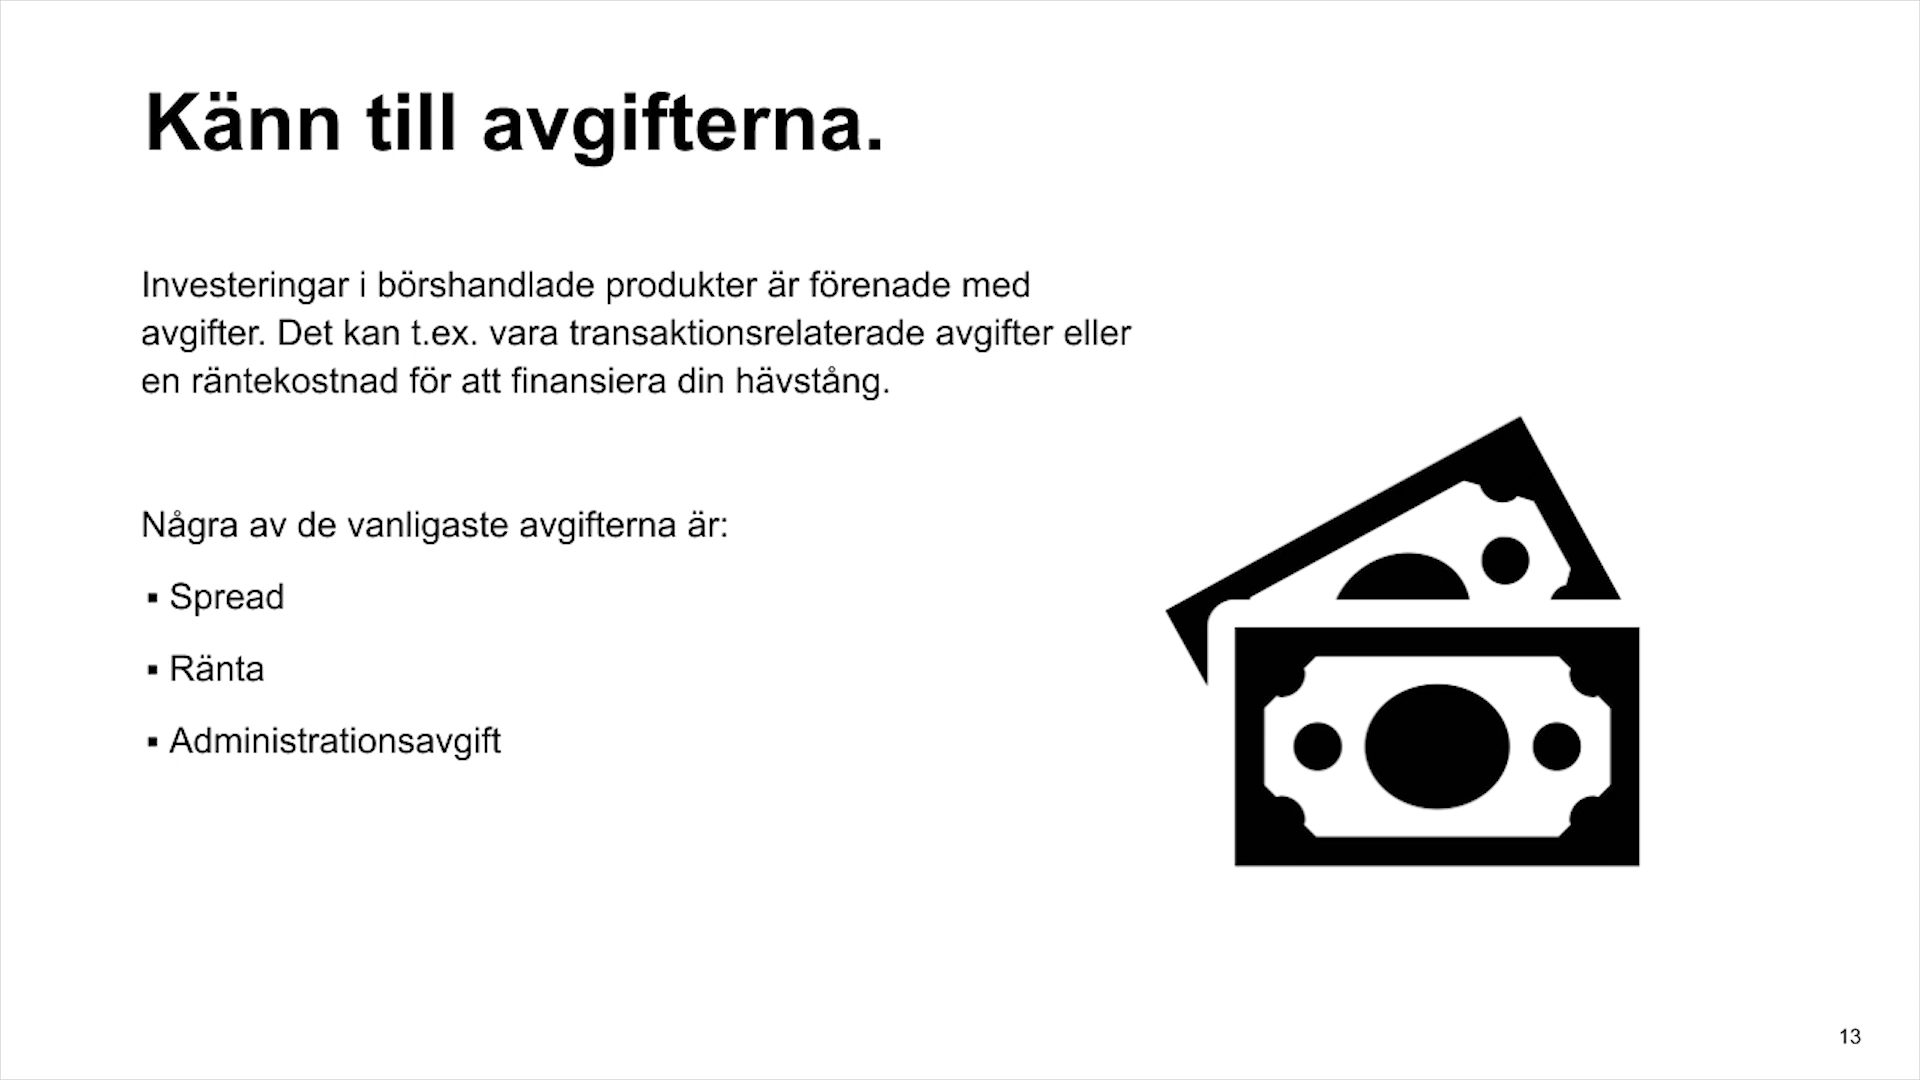 Känn till avgifterna.
Investeringar i börshandlade produkter är förenade med
avgifter. Det kan t.ex. vara transaktionsrelaterade avgifter eller
en räntekostnad för att finansiera din hävstång.
Några av de vanligaste avgifterna är:
▪ Spread
▪ Ränta
▪ Administrationsavgift
13